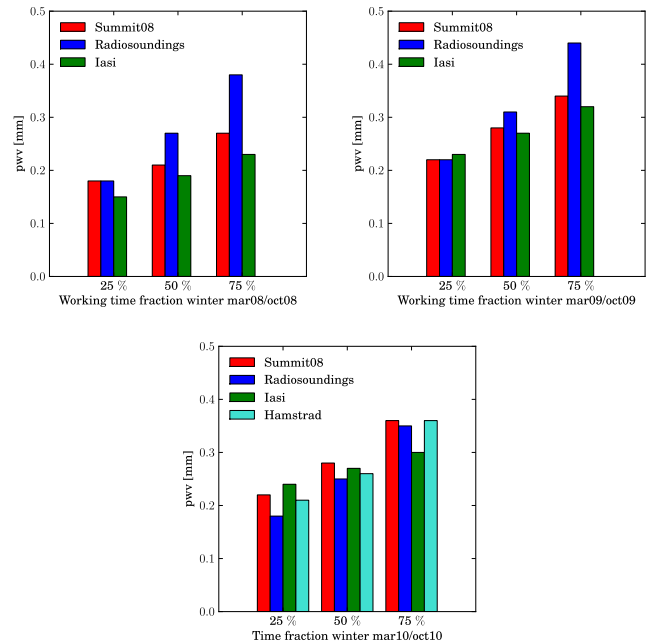 0.5
0.4
0.3
0.2
0.1
0.0
pwv [mm]
Summit08
Radiosoundings
Iasi
25 %
50 %
75 %
Working time fraction winter mar08/oct08
0.5
0.4
0.3
0.2
0.1
0.0
pwv [mm]
Summit08
Radiosoundings
Iasi
25 %
50 %
75 %
Working time fraction winter mar09/oct09
0.5
0.4
0.3
0.2
0.1
0.0
pwv [mm]
Summit08
Radiosoundings
Iasi
Hamstrad
25 %
50 %
75 %
Time fraction winter mar10/oct10